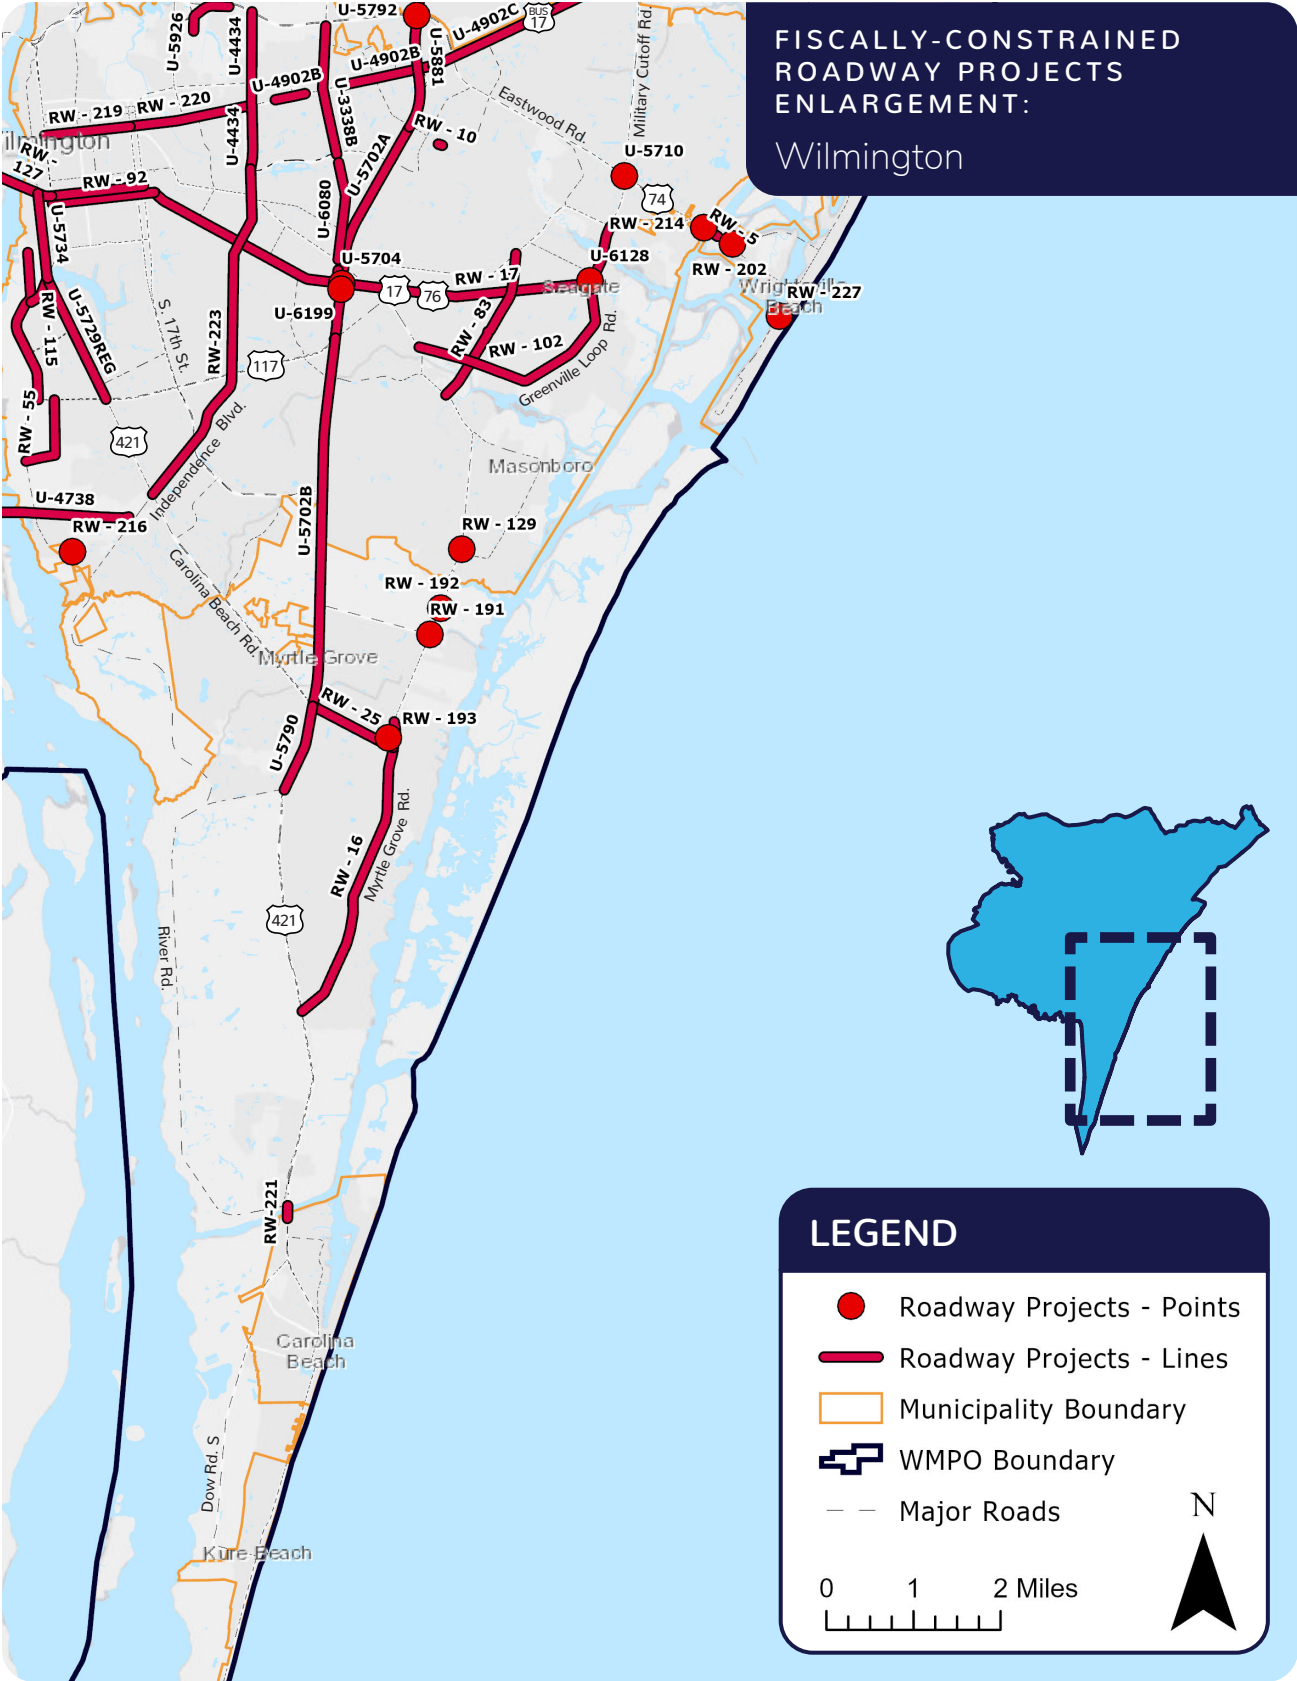 FISCALLY-CONSTRAINED
ROADWAY PROJECTS
ENLARGEMENT:
Wilmington
U-5926
U-4434
U-5792
U-4902C
BUS
17
U-4902B
U-4902B
U-5881
Military Cutoff Rd.
Eastwood Rd.
RW - 219
RW - 220
U-4434
U-3338B
RW - 10
U-5702A
ilmington
RW -
127
RW - 92
U-5710
74
U-6080
RW - 214
RW - 5
U-5734
U-5704
U-6128
RW - 202
RW - 17
17
76
Seagate
Wrightsville
Beach
RW - 227
U-6199
RW - 115
U-5729REG
S. 17th St.
RW-223
RW - 83
RW - 102
Greenville Loop Rd.
117
RW - 55
421
Independence Blvd.
Masonboro
U-4738
RW - 216
U-5702B
RW - 129
Carolina Beach Rd.
RW - 192
RW - 191
Myrtle Grove
RW - 25
RW - 193
U-5790
RW - 16
Myrtle Grove Rd.
421
River Rd.
RW-221
Carolina
Beach
Dow Rd. S
Kure Beach
LEGEND
Roadway Projects - Points
Roadway Projects - Lines
Municipality Boundary
WMPO Boundary
Major Roads
N
0 1 2 Miles